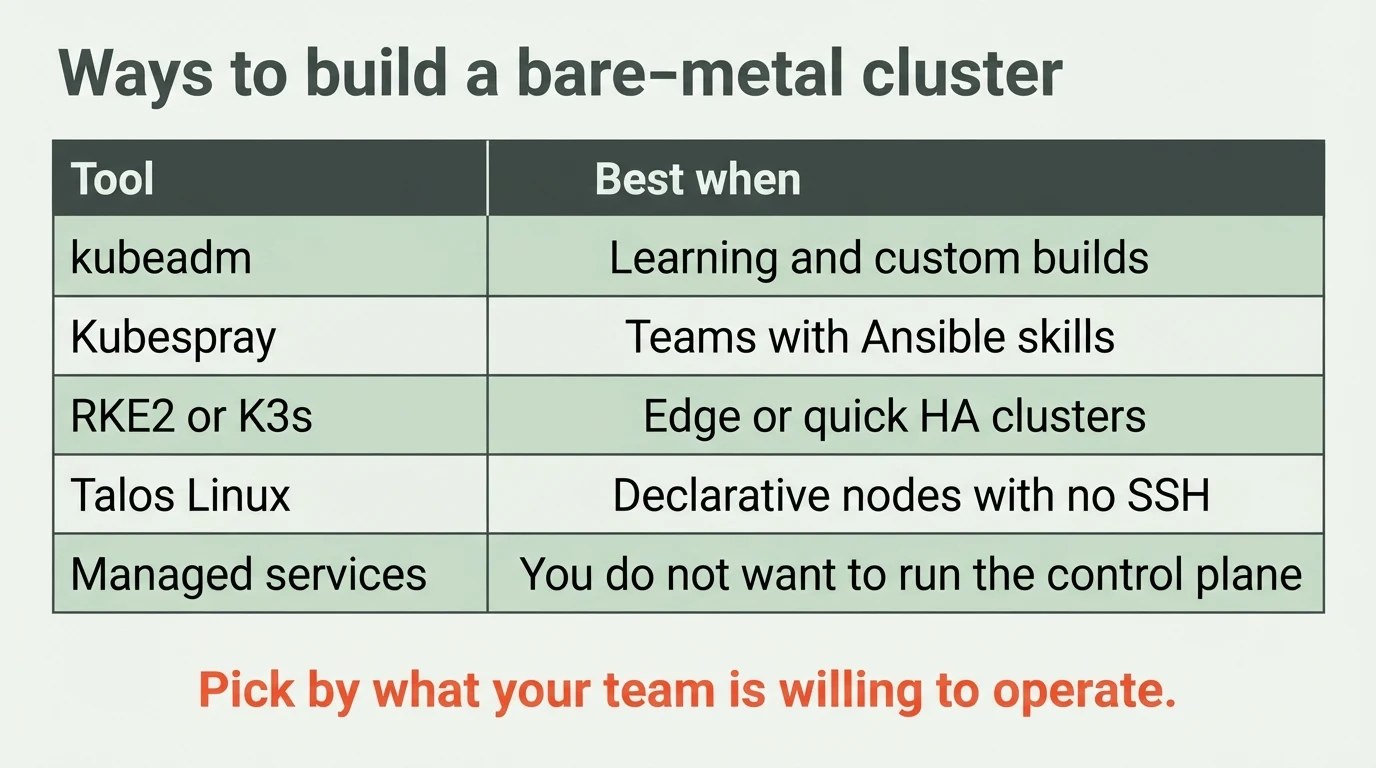 Ways to build a bare-metal cluster
Tool Best when
kubeadm Learning and custom builds
Kubespray Teams with Ansible skills
RKE2 or K3s Edge or quick HA clusters
Talos Linux Declarative nodes with no SSH
Managed services You do not want to run the control plane
Pick by what your team is willing to operate.